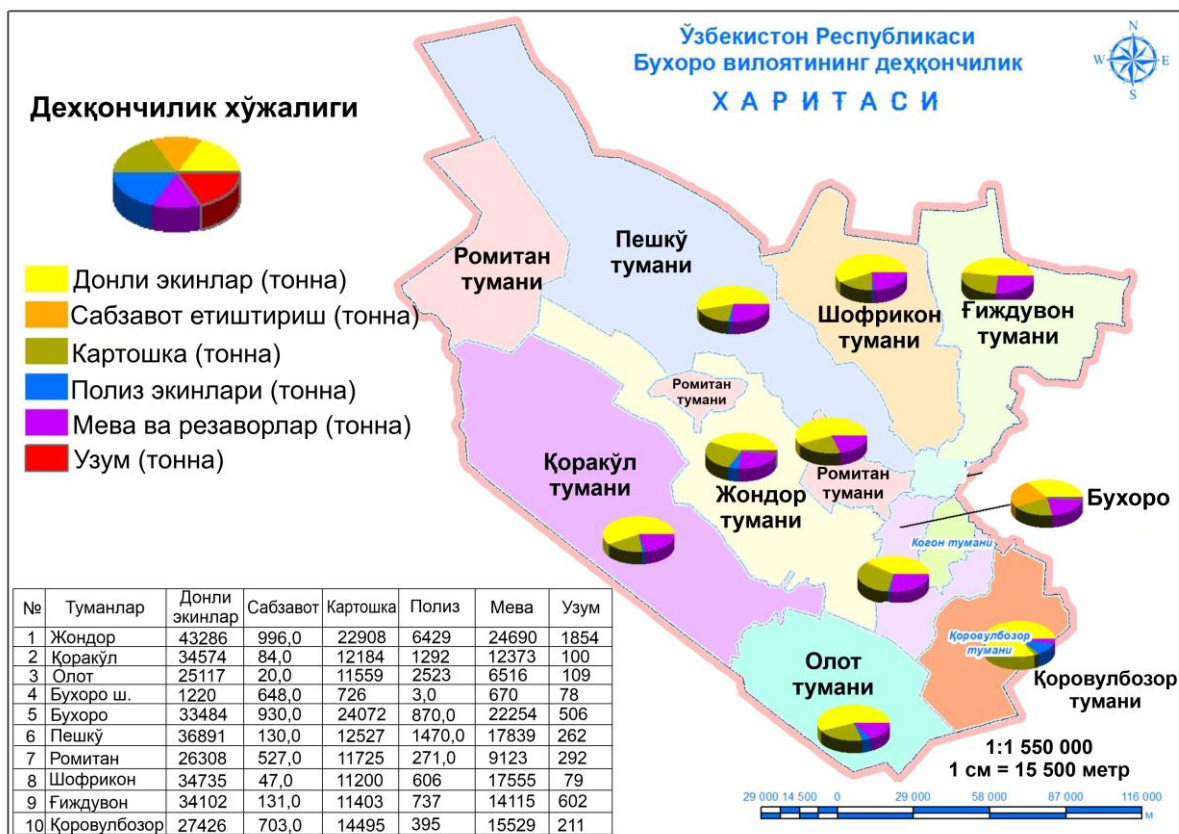 Ўзбекистон Республикаси
Бухоро вилоятининг деҳқончилик
ХАРИТАСИ
N
W E
S
Деҳқончилик хўжалиги
Донли экинлар (тонна)
Сабзавот етиштириш (тонна)
Картошка (тонна)
Полиз экинлари (тонна)
Мева ва резаворлар (тонна)
Узум (тонна)
Ромитан
тумани
Пешкў
тумани
Шофрикон
тумани
Ғиждувон
тумани
Ромитан
тумани
Қоракўл
тумани
Жондор
тумани
Ромитан
тумани
Бухоро
Когон тумани
Қоровулбозор
тумани
Қоровулбозор
тумани
Олот
тумани
№ Туманлар Донли экинлар Сабзавот Картошка Полиз Мева Узум
1 Жондор 43286 996,0 22908 6429 24690 1854
2 Қоракўл 34574 84,0 12184 1292 12373 100
3 Олот 25117 20,0 11559 2523 6516 109
4 Бухоро ш. 1220 648,0 726 3,0 670 78
5 Бухоро 33484 930,0 24072 870,0 22254 506
6 Пешкў 36891 130,0 12527 1470,0 17839 262
7 Ромитан 26308 527,0 11725 271,0 9123 292
8 Шофрикон 34735 47,0 11200 606 17555 79
9 Ғиждувон 34102 131,0 11403 737 14115 602
10 Қоровулбозор 27426 703,0 14495 395 15529 211
1:1 550 000
1 см = 15 500 метр
29 000 14 500 0 29 000 58 000 87 000 116 000
м